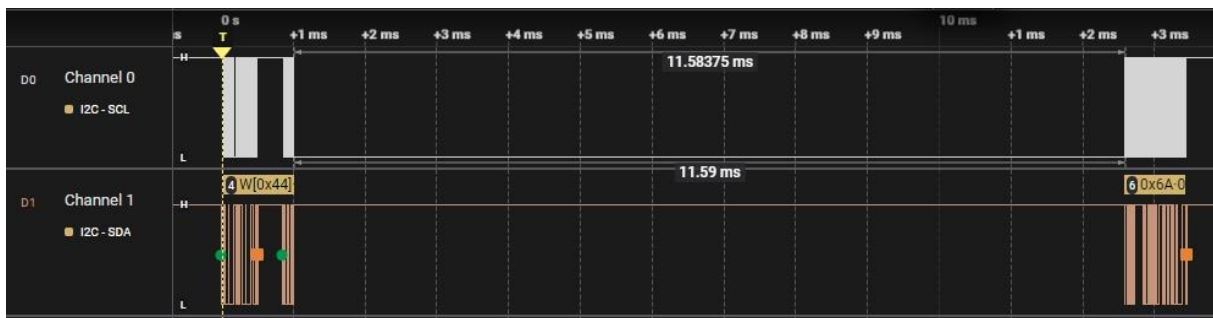 0 s 10 ms
s T +1 ms +2 ms +3 ms +4 ms +5 ms +6 ms +7 ms +8 ms +9 ms +1 ms +2 ms +3 ms
H
11.58375 ms
D0 Channel 0
I2C - SCL
L
11.59 ms
4 W[0x44] 6 0x6A·0
D1 Channel 1 H
I2C - SDA
L